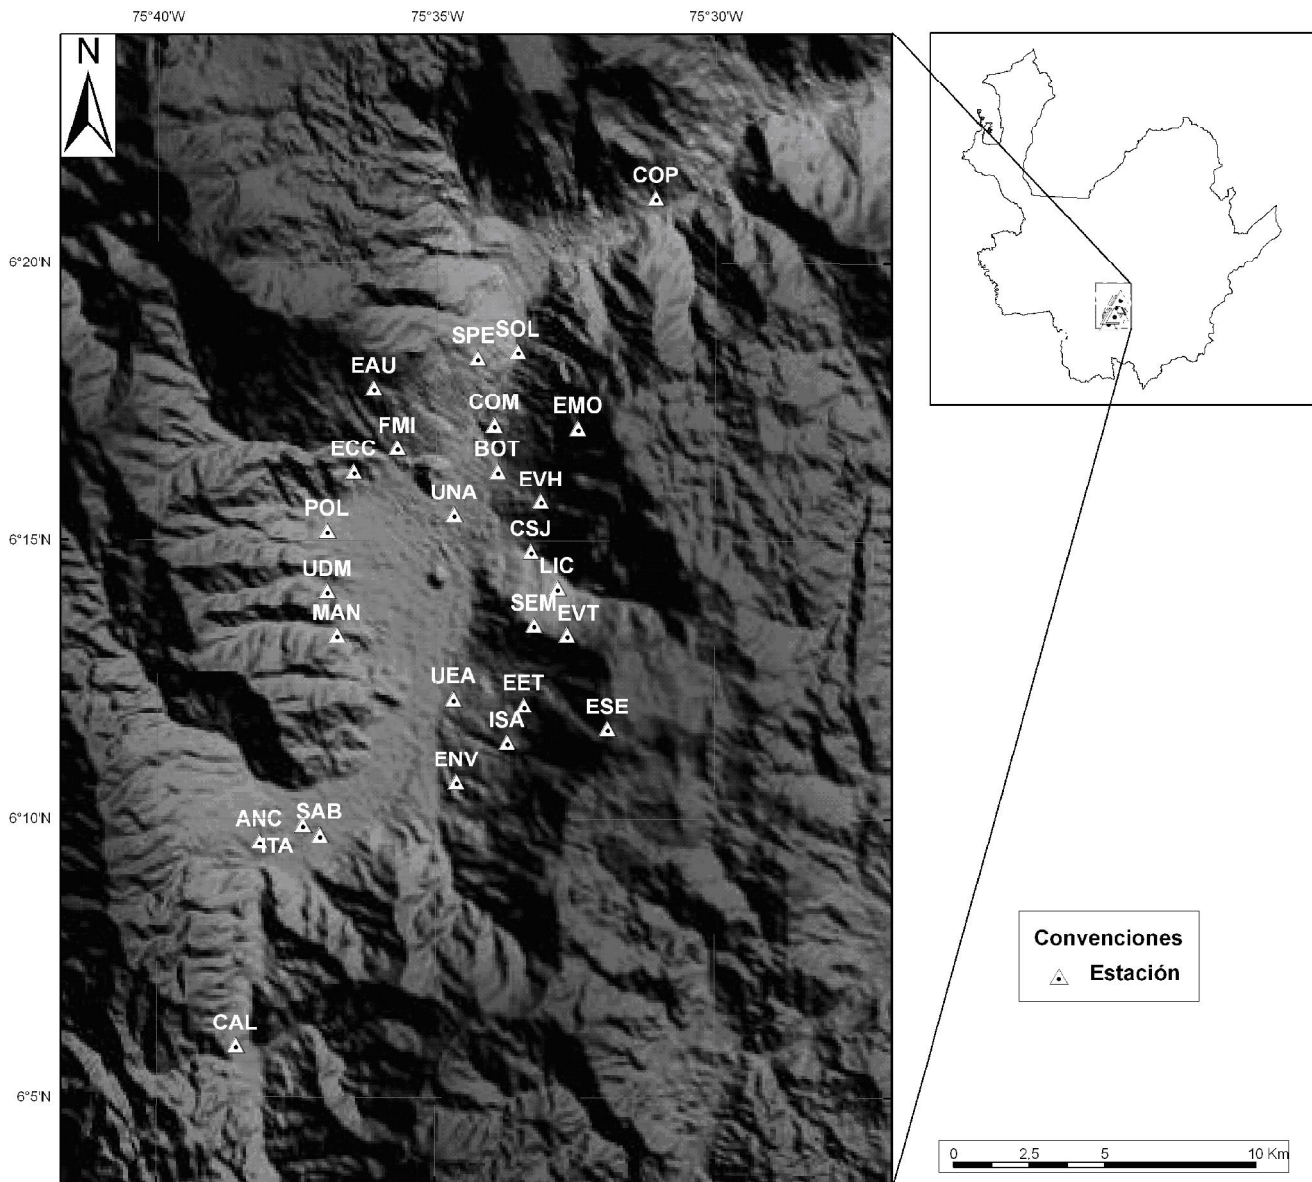 75°40'W
75°35'W
75°30'W
N
COP
6°20'N
SPE
SOL
EAU
COM
EMO
FMI
ECC
BOT
UNA
EVH
POL
CSJ
6°15'N
UDM
LIC
MAN
SEM
EVT
UEA
EET
ISA
ESE
ENV
ANC
SAB
6°10'N
ITA
Convenciones
Estación
CAL
6°5'N
0
2,5
5
10 Km